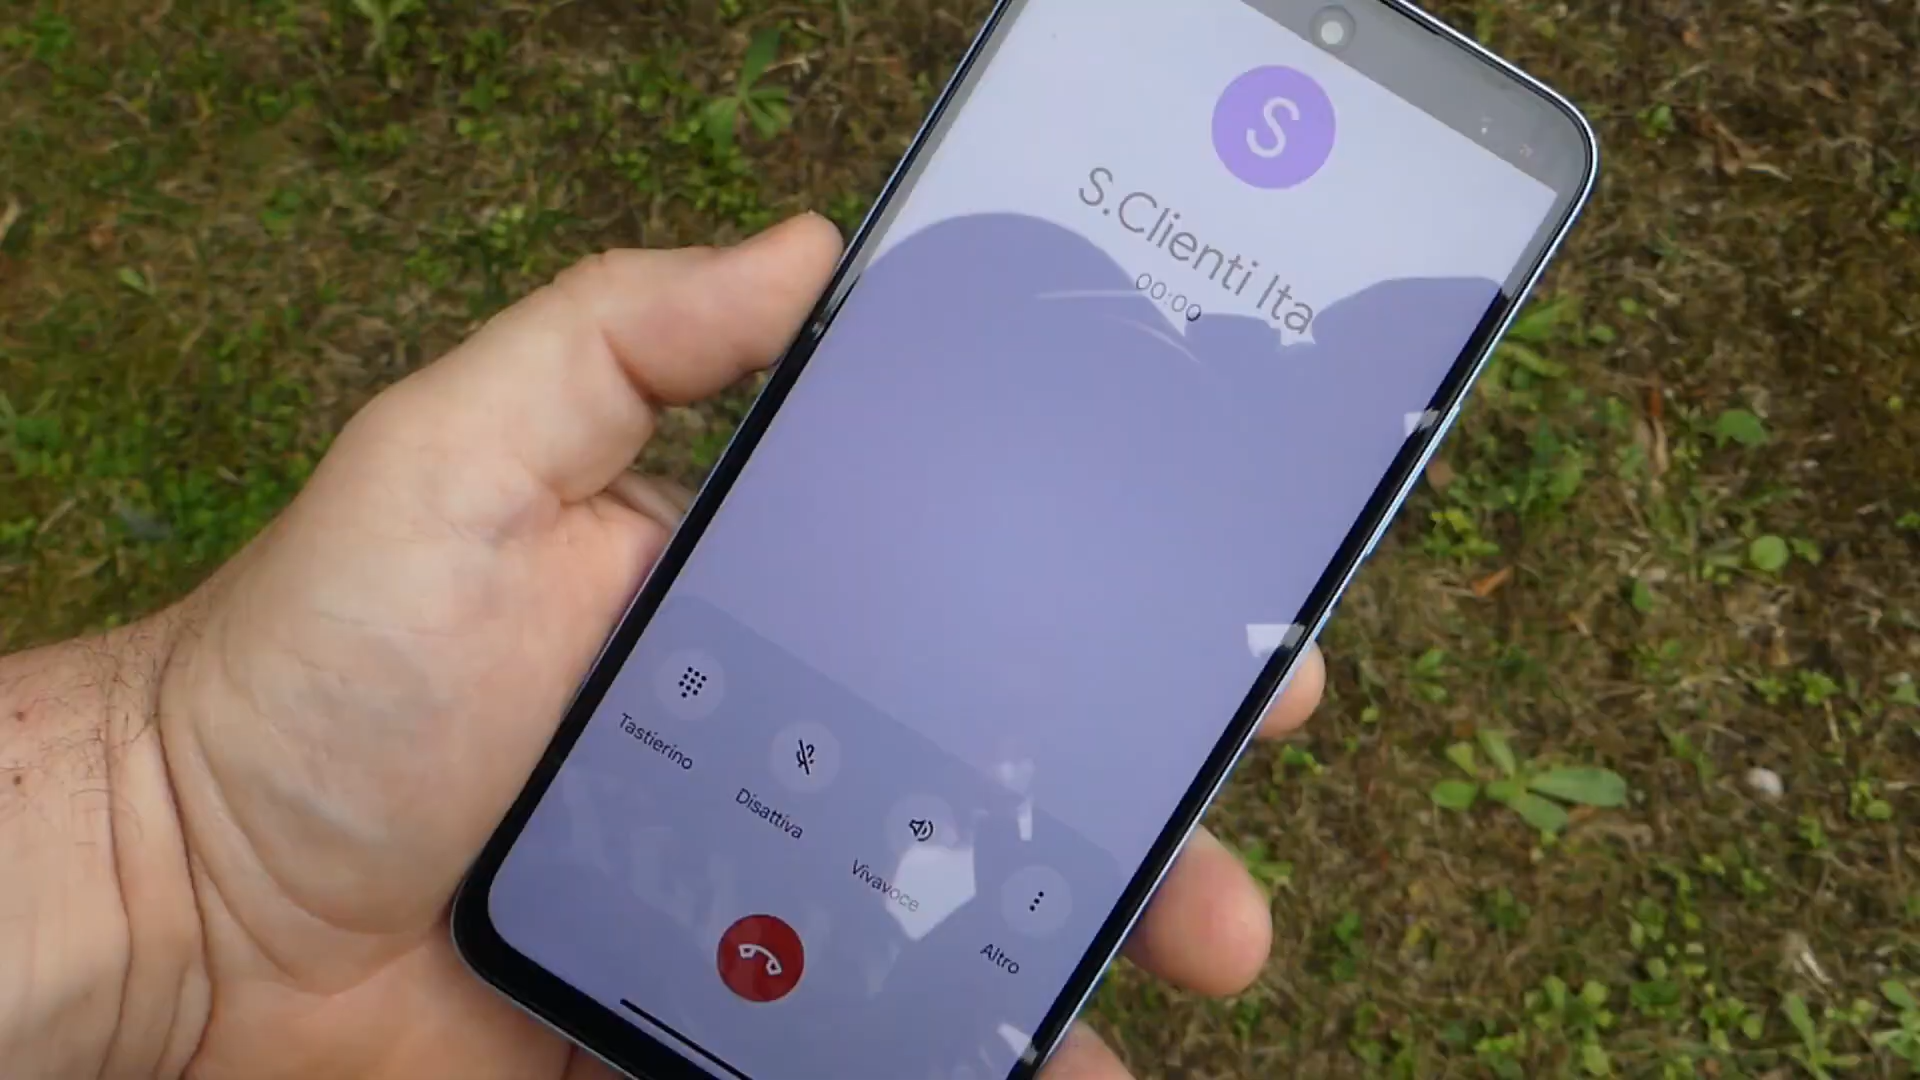 S
S.Clienti Ita
00:00
Tastierino
Disattiva
Vivavoce
Altro